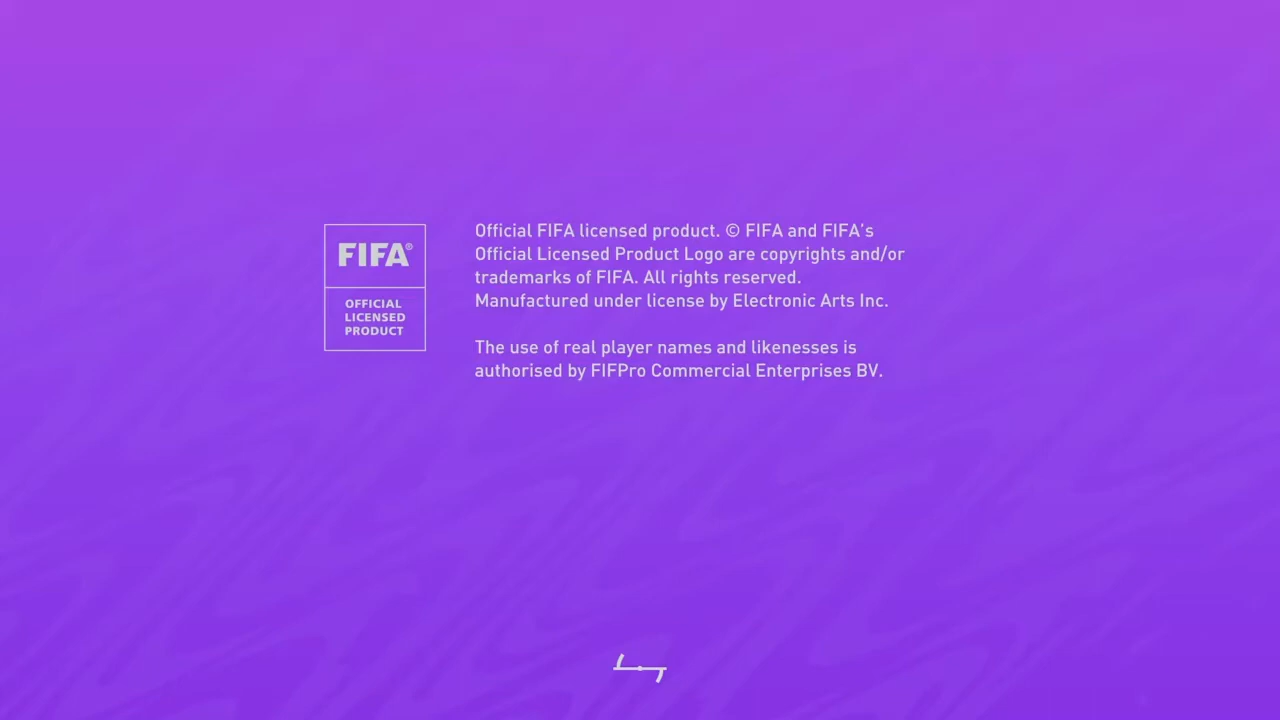 FIFA®
OFFICIAL
LICENSED
PRODUCT
Official FIFA licensed product. © FIFA and FIFA's
Official Licensed Product Logo are copyrights and/or
trademarks of FIFA. All rights reserved.
Manufactured under license by Electronic Arts Inc.
The use of real player names and likenesses is
authorised by FIFPro Commercial Enterprises BV.